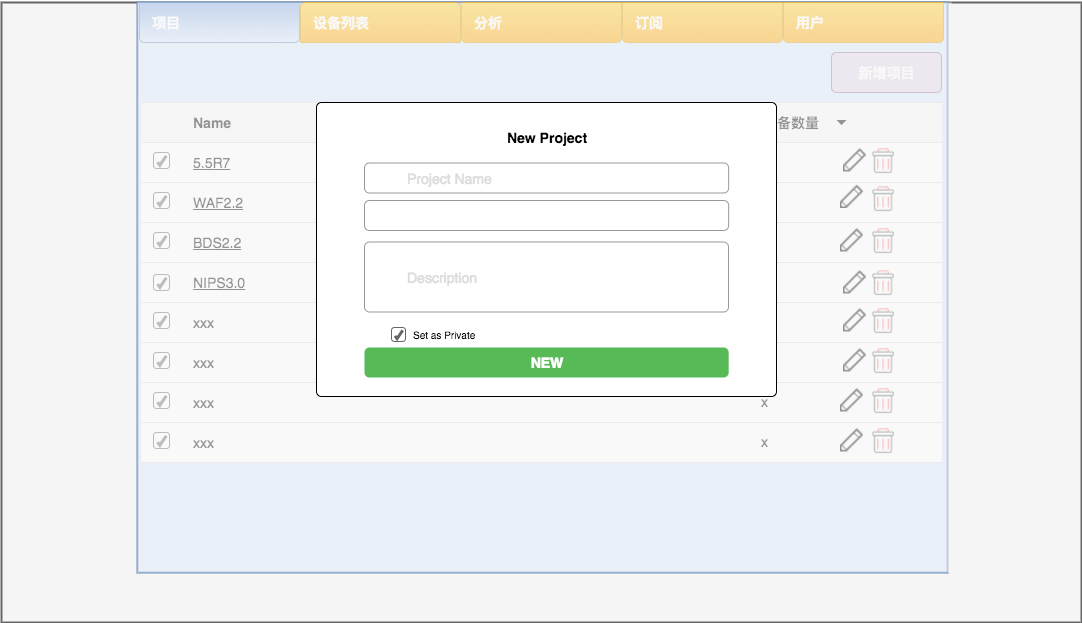 项目 设备列表 分析 订阅 用户
新增项目
Name 备数量
New Project
5.5R7
Project Name
WAF2.2
BDS2.2
Description
NIPS3.0
xxx
Set as Private
xxx
NEW
xxx x
xxx x